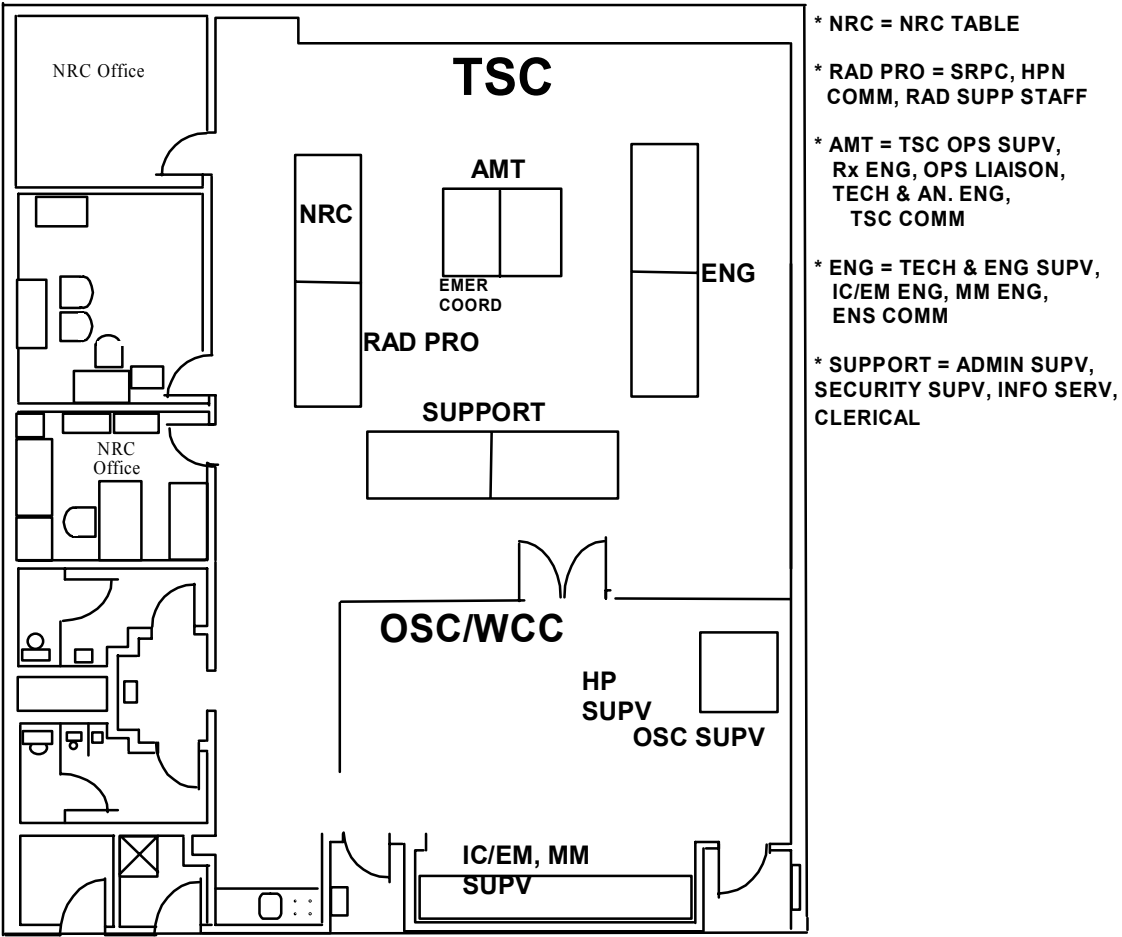 NRC Office
TSC
AMT
NRC
EMER
COORD
ENG
RAD PRO
SUPPORT
NRC
Office
OSC/WCC
HP
SUPV
OSC SUPV
IC/EM, MM
SUPV
* NRC = NRC TABLE
* RAD PRO = SRPC, HPN
COMM, RAD SUPP STAFF
* AMT = TSC OPS SUPV,
Rx ENG, OPS LIAISON,
TECH & AN. ENG,
TSC COMM
* ENG = TECH & ENG SUPV,
IC/EM ENG, MM ENG,
ENS COMM
* SUPPORT = ADMIN SUPV,
SECURITY SUPV, INFO SERV,
CLERICAL